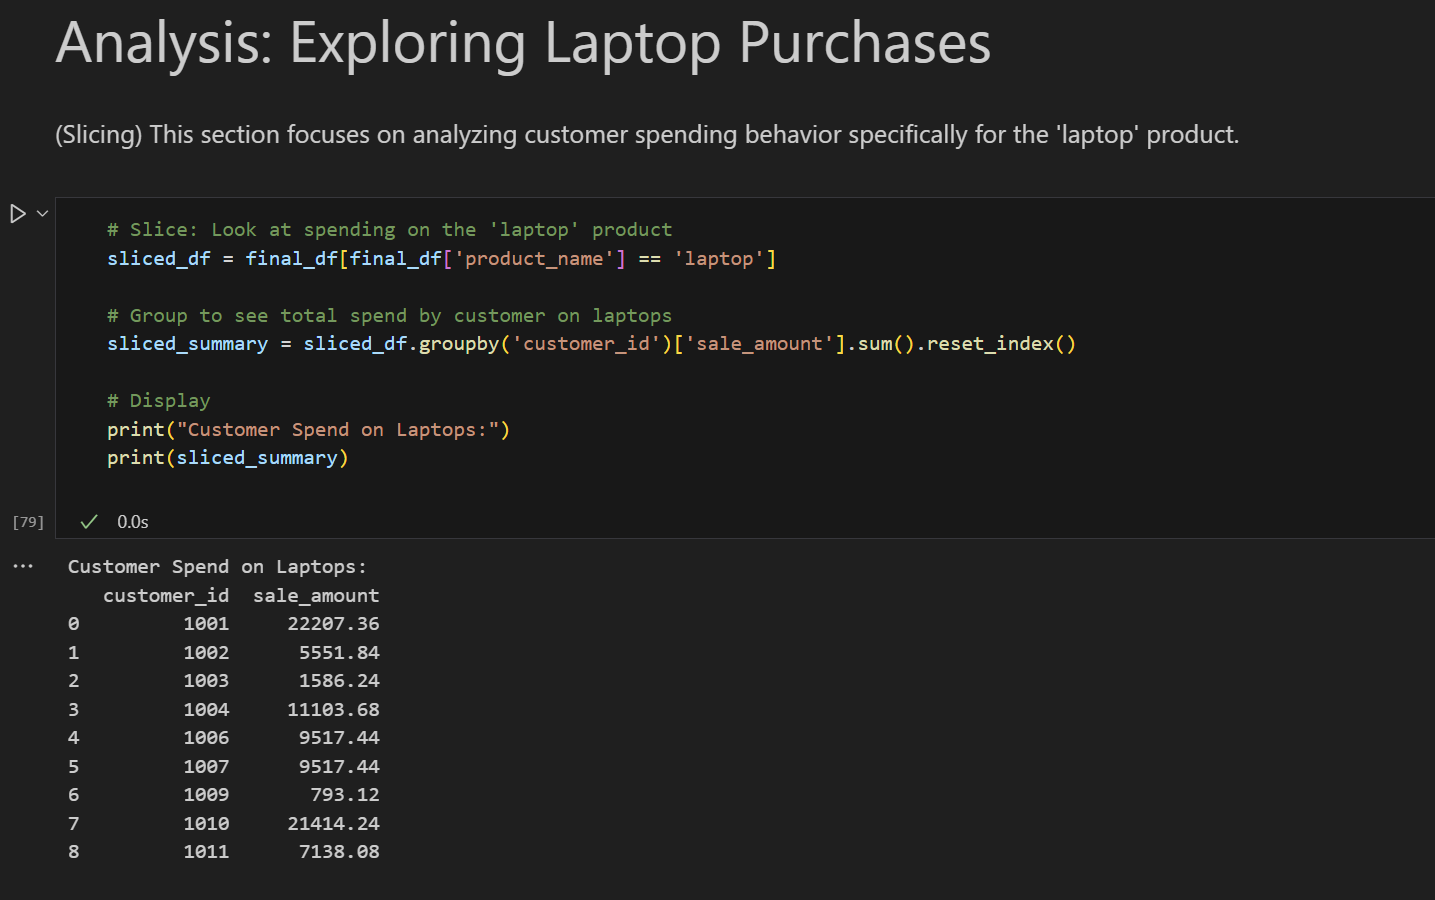 Analysis: Exploring Laptop Purchases
(Slicing) This section focuses on analyzing customer spending behavior specifically for the 'laptop' product.
# Slice: Look at spending on the 'laptop' product
sliced_df = final_df[final_df['product_name'] == 'laptop']
# Group to see total spend by customer on laptops
sliced_summary = sliced_df.groupby('customer_id')['sale_amount'].sum().reset_index()
# Display
print("Customer Spend on Laptops:")
print(sliced_summary)
[79] 0.0s
Customer Spend on Laptops:
customer_id sale_amount
0 1001 22207.36
1 1002 5551.84
2 1003 1586.24
3 1004 11103.68
4 1006 9517.44
5 1007 9517.44
6 1009 793.12
7 1010 21414.24
8 1011 7138.08